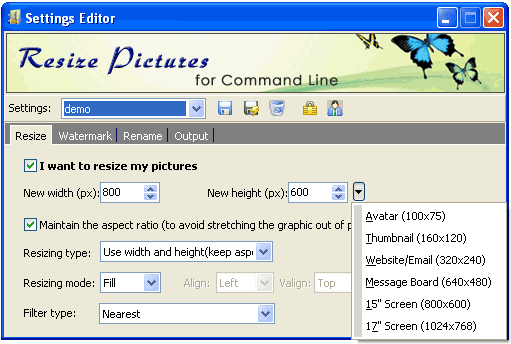 Settings Editor
Resize Pictures
for Command Line
Settings: demo
Resize Watermark Rename Output
I want to resize my pictures
New width (px): 800 New height (px): 600
Maintain the aspect ratio (to avoid stretching the graphic out of p
Resizing type: Use width and height(keep aspe
Resizing mode: Fill Align: Left Valign: Top
Filter type: Nearest
Avatar (100x75)
Thumbnail (160x120)
Website/Email (320x240)
Message Board (640x480)
15" Screen (800x600)
17" Screen (1024x768)